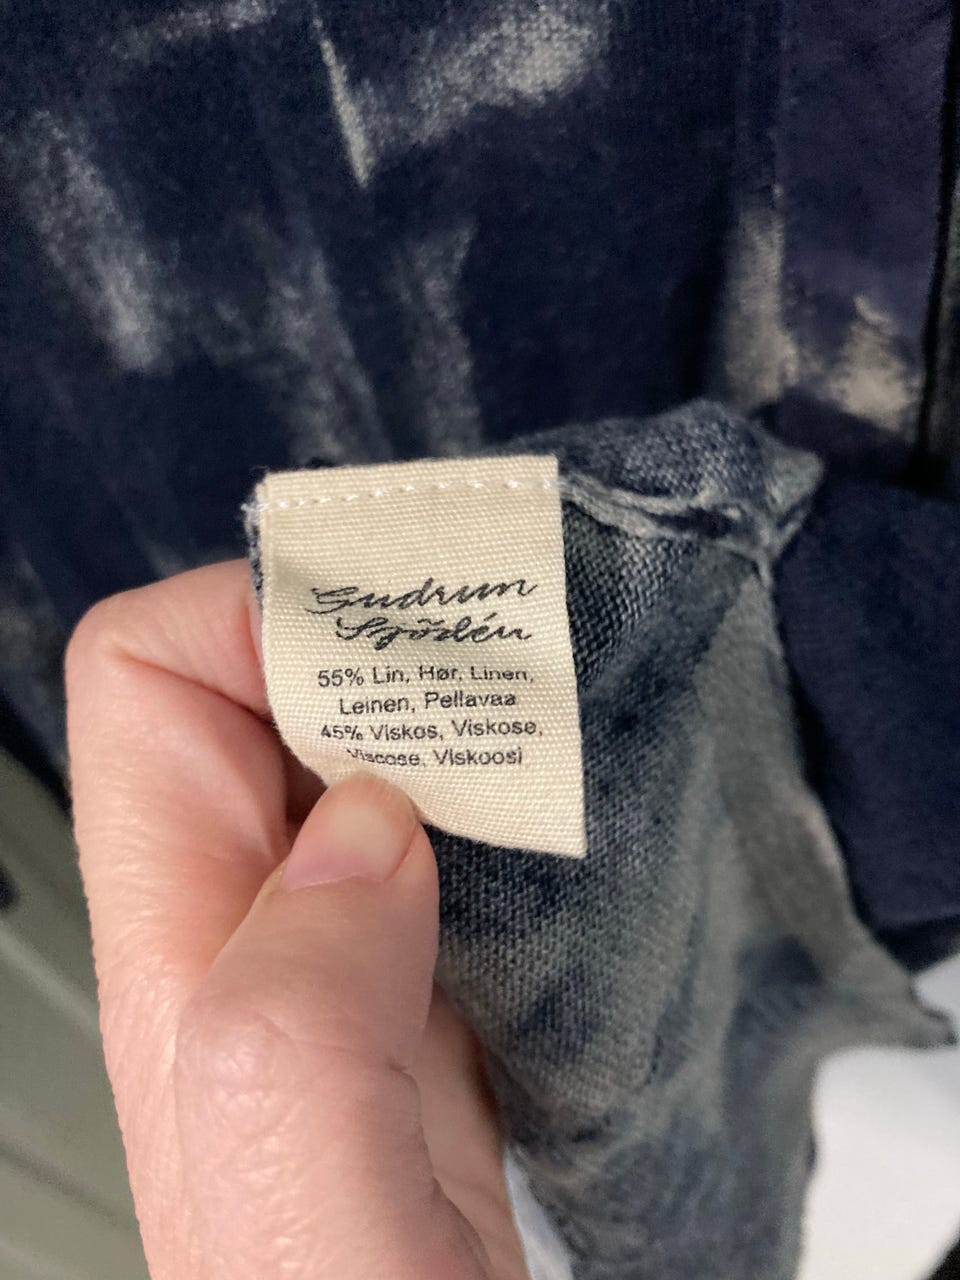 Gudrun
Sjödén
55% Lin, Hør, Linen,
Leinen, Pellavaa
45% Viskos, Viskose,
Viscose, Viskoosi